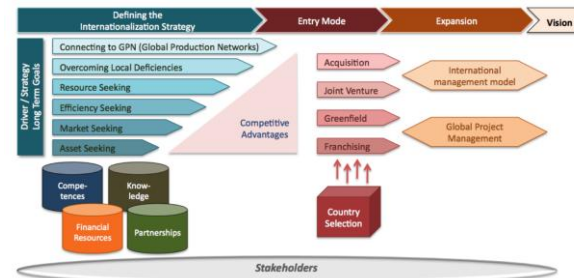 Defining the
Internationalization Strategy
Entry Mode
Expansion
Vision
Driver / Strategy
Long Term Goals
Connecting to GPN (Global Production Networks)
Overcoming Local Deficiencies
Resource Seeking
Efficiency Seeking
Market Seeking
Asset Seeking
Competitive
Advantages
Acquisition
Joint Venture
Greenfield
Franchising
International
management model
Global Project
Management
Compe-
tences
Know-
ledge
Financial
Resources
Partnerships
Country
Selection
Stakeholders